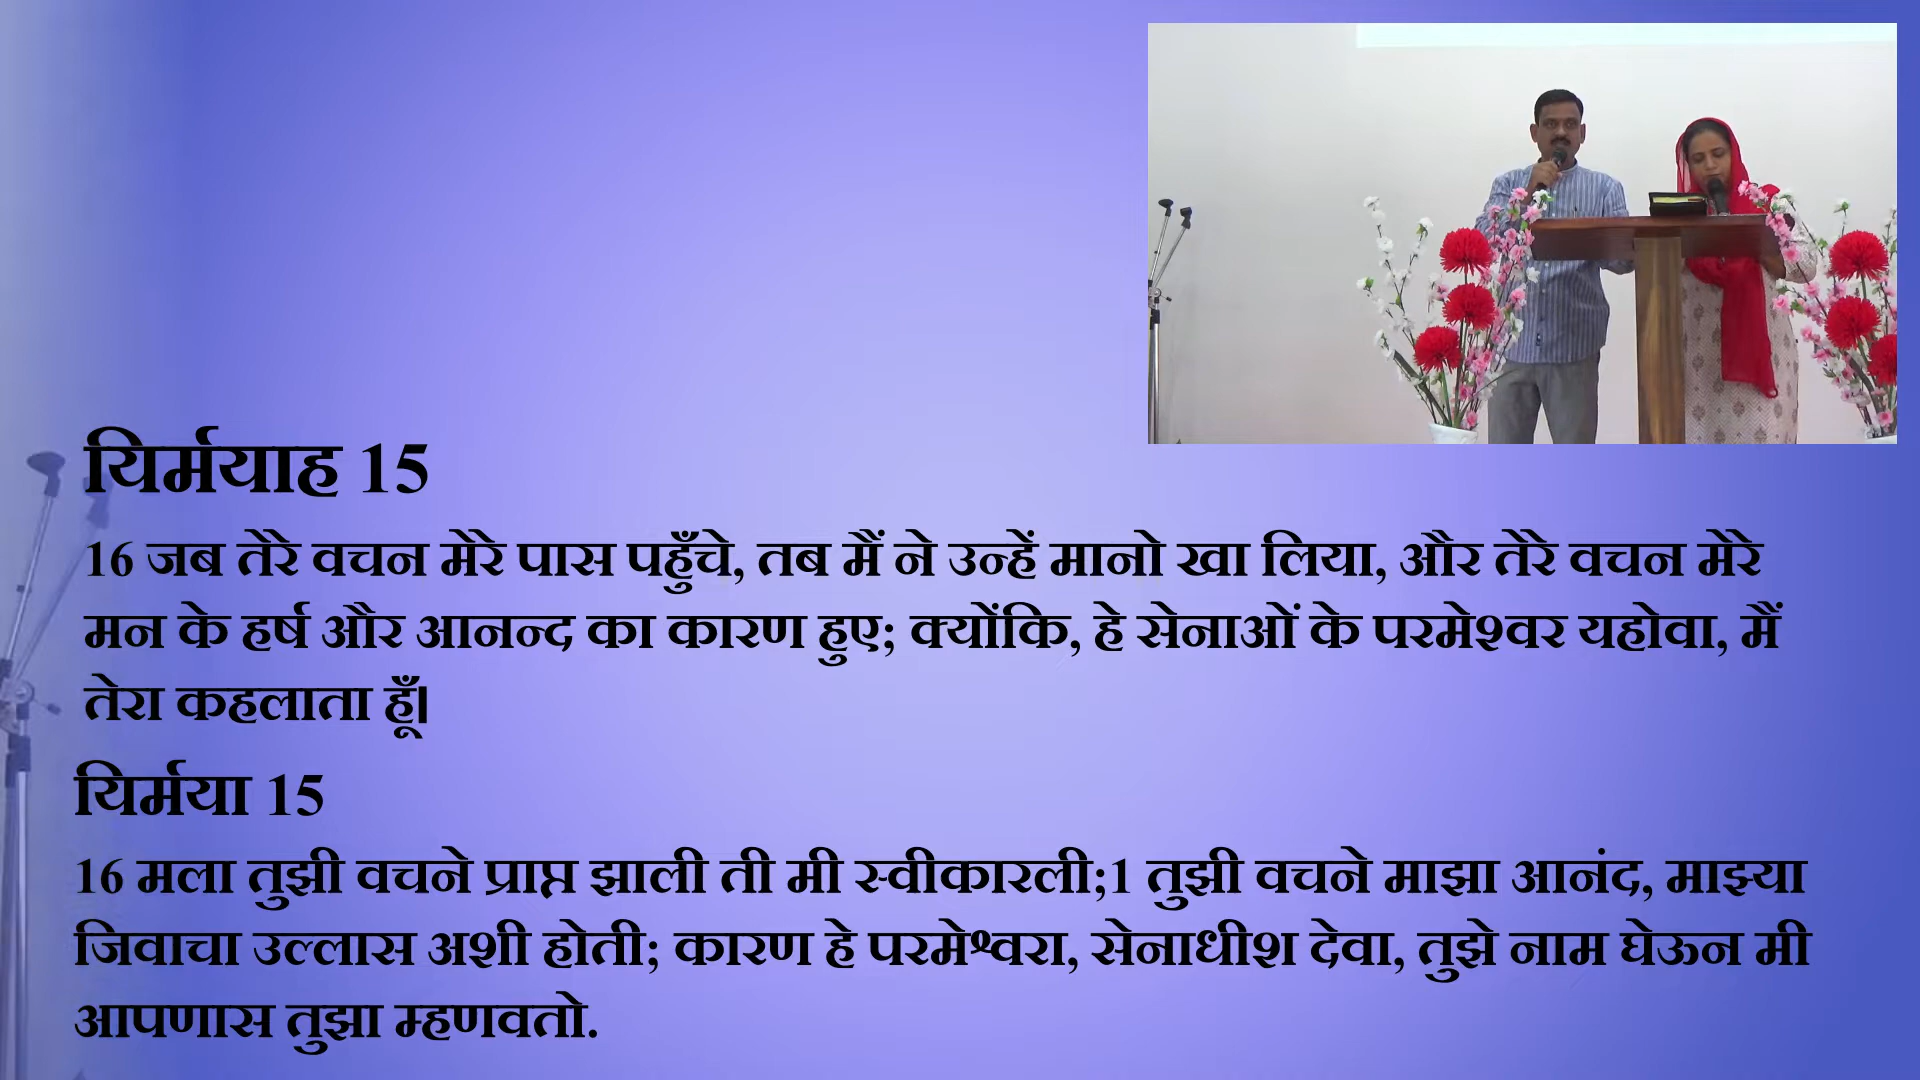 यिर्मयाह 15
16 जब तेरे वचन मेरे पास पहुँचे, तब मैं ने उन्हें मानो खा लिया, और तेरे वचन मेरे
मन के हर्ष और आनन्द का कारण हुए; क्योंकि, हे सेनाओं के परमेश्वर यहोवा, मैं
तेरा कहलाता हूँ।
यिर्मया 15
16 मला तुझी वचने प्राप्त झाली ती मी स्वीकारली;1 तुझी वचने माझा आनंद, माझ्या
जिवाचा उल्लास अशी होती; कारण हे परमेश्वरा, सेनाधीश देवा, तुझे नाम घेऊन मी
आपणास तुझा म्हणवतो.